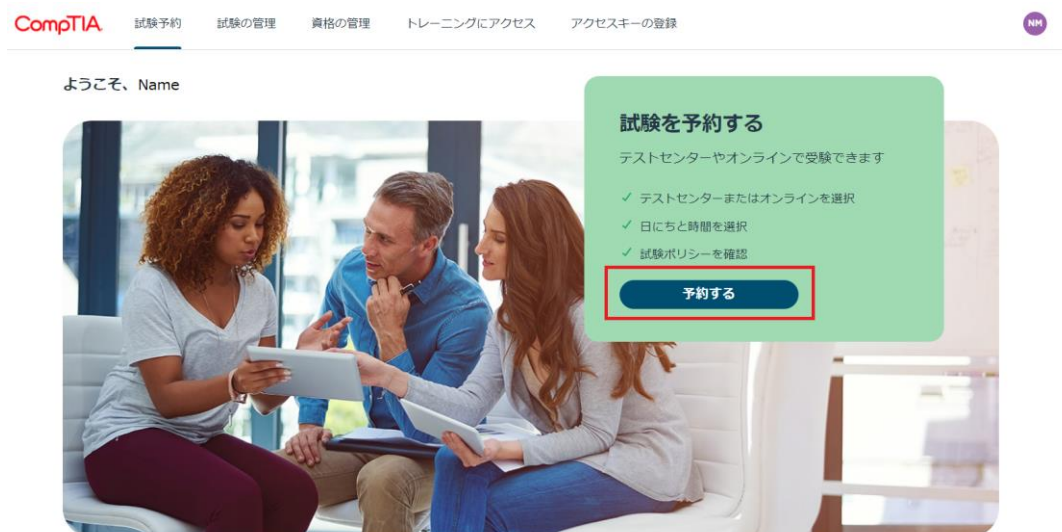 CompTIA. 試験予約 試験の管理 資格の管理 トレーニングにアクセス アクセスキーの登録 NM
ようこそ、Name
試験を予約する
テストセンターやオンラインで受験できます
✓ テストセンターまたはオンラインを選択
✓ 日にちと時間を選択
✓ 試験ポリシーを確認
予約する